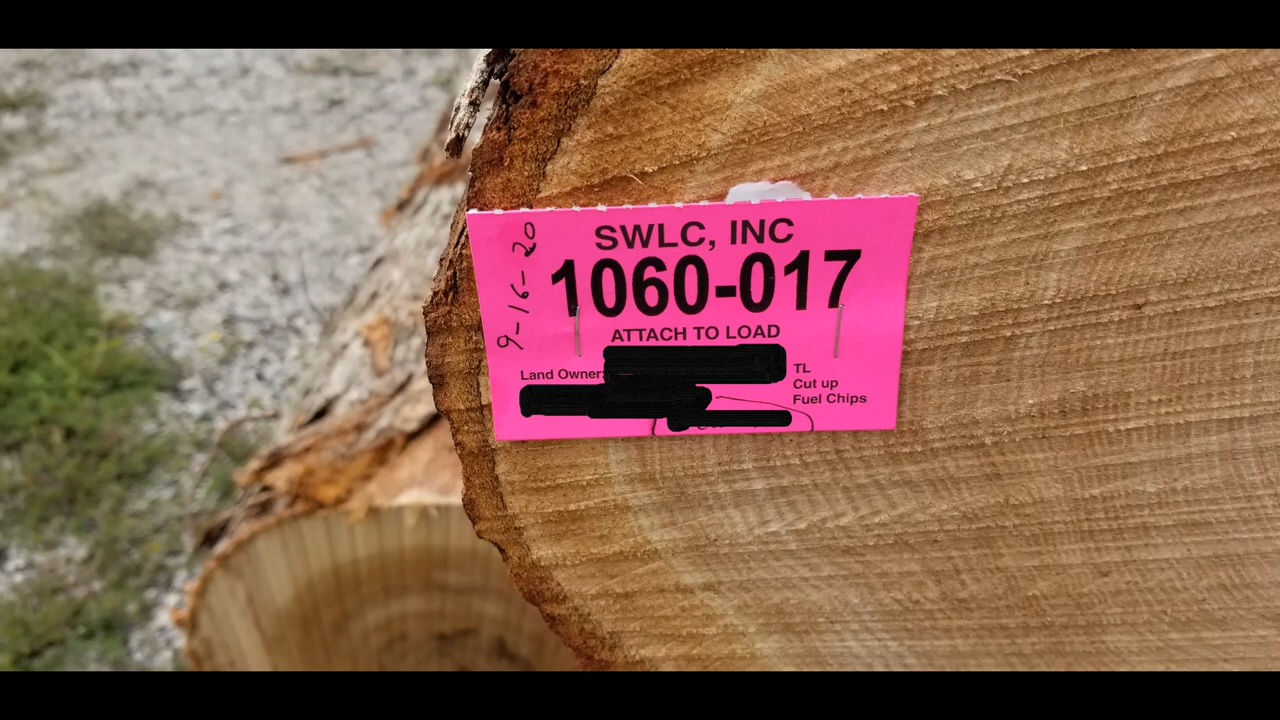 9-16-20
SWLC, INC
1060-017
ATTACH TO LOAD
Land Owner:
TL
Cut up
Fuel Chips